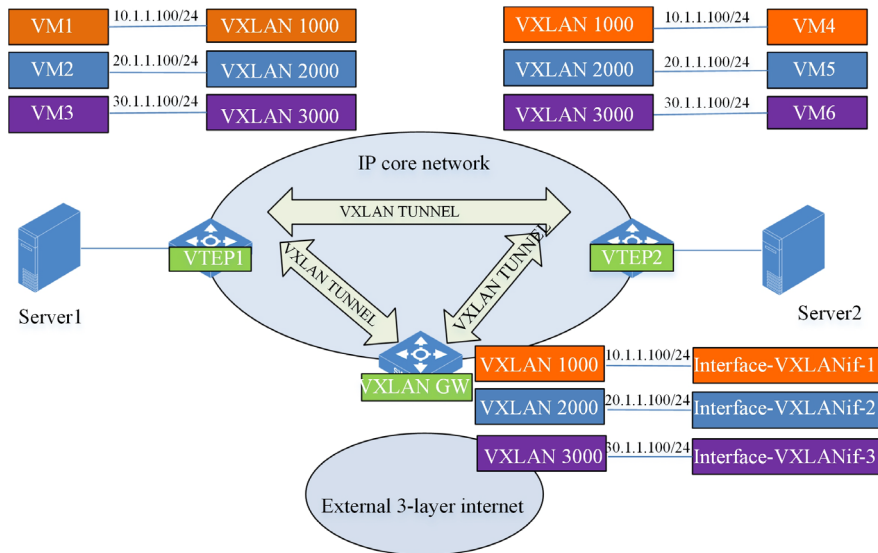 VM1 10.1.1.100/24 VXLAN 1000
VM2 20.1.1.100/24 VXLAN 2000
VM3 30.1.1.100/24 VXLAN 3000
VXLAN 1000 10.1.1.100/24 VM4
VXLAN 2000 20.1.1.100/24 VM5
VXLAN 3000 30.1.1.100/24 VM6
IP core network
VXLAN TUNNEL
VTEP1
VTEP2
VXLAN TUNNEL
VXLAN TUNNEL
Server1
Server2
VXLAN GW
VXLAN 1000 10.1.1.100/24 Interface-VXLANif-1
VXLAN 2000 20.1.1.100/24 Interface-VXLANif-2
VXLAN 3000 30.1.1.100/24 Interface-VXLANif-3
External 3-layer internet